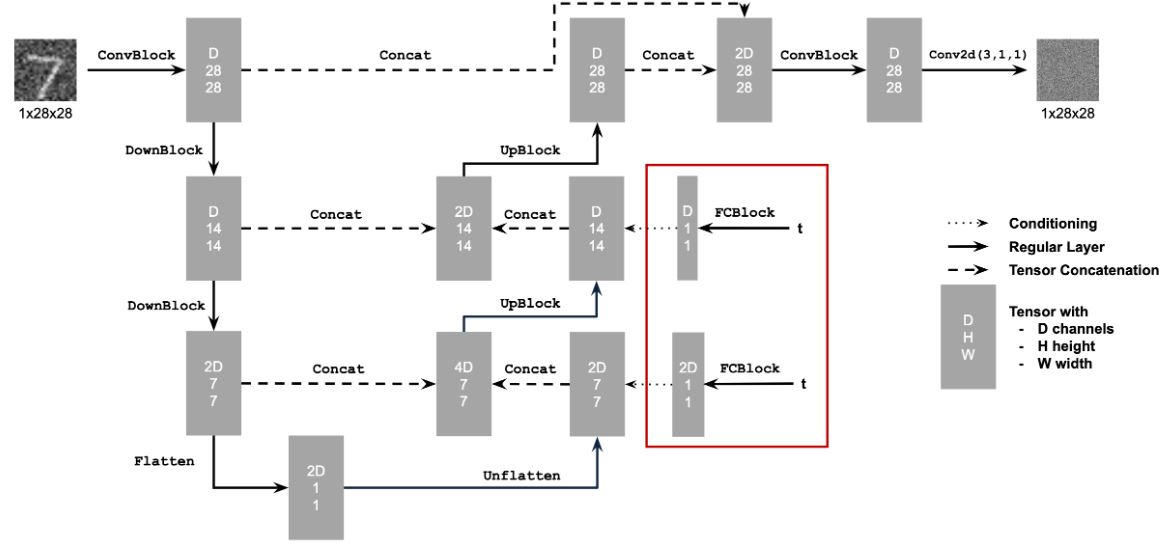 ConvBlock
D
28
28
Concat
D
28
28
Concat
2D
28
28
ConvBlock
D
28
28
Conv2d(3,1,1)
1x28x28
1x28x28
DownBlock
UpBlock
D
14
14
Concat
2D
14
14
Concat
D
14
14
D
1
1
FCBlock
t
DownBlock
UpBlock
2D
7
7
Concat
4D
7
7
Concat
2D
7
7
2D
1
1
FCBlock
t
Flatten
2D
1
1
Unflatten
Conditioning
Regular Layer
Tensor Concatenation
D
H
W
Tensor with
- D channels
- H height
- W width
7